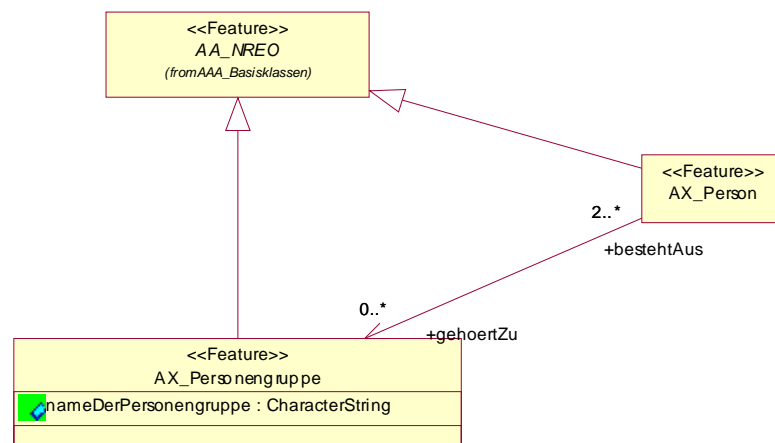 <<Feature>>
AA_NREO
(fromAAA_Basisklassen)
<<Feature>>
AX_Person
2..*
+bestehtAus
0..*
+gehoertZu
<<Feature>>
AX_Personengruppe
nameDerPersonengruppe : CharacterString